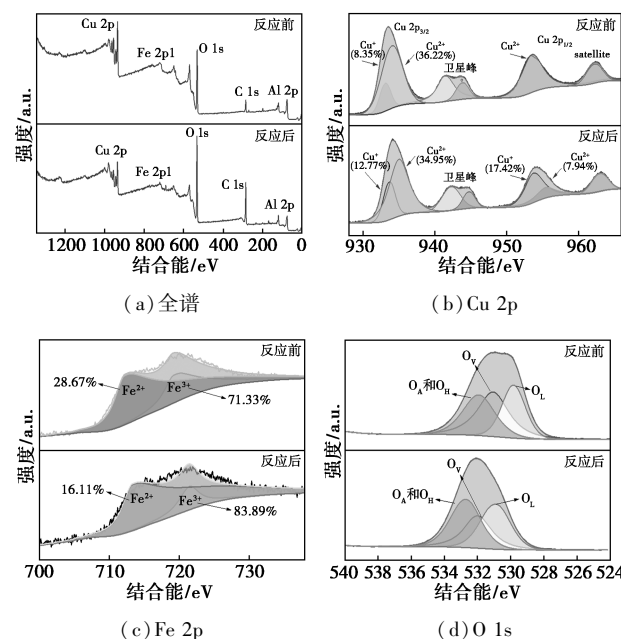 反应前
Cu 2p
O 1s
Fe 2p1
C 1s
Al 2p
反应后
O 1s
Cu 2p
Fe 2p1
C 1s
Al 2p
强度/a.u.
1200 1000 800 600 400 200 0
结合能/eV
(a)全谱
反应前
Cu 2p3/2
Cu+
(8.35%)
Cu2+
(36.22%)
卫星峰
Cu2+
Cu 2p1/2
satellite
反应后
Cu+
(12.77%)
Cu2+
(34.95%)
卫星峰
Cu+
(17.42%)
Cu2+
(7.94%)
强度/a.u.
930 940 950 960
结合能/eV
(b)Cu 2p
反应前
28.67%
Fe2+
Fe3+
71.33%
反应后
16.11%
Fe2+
Fe3+
83.89%
强度/a.u.
700 710 720 730
结合能/eV
(c)Fe 2p
反应前
OV
OA和OH
OL
反应后
OV
OA和OH
OL
强度/a.u.
540 538 536 534 532 530 528 526 524
结合能/eV
(d)O 1s